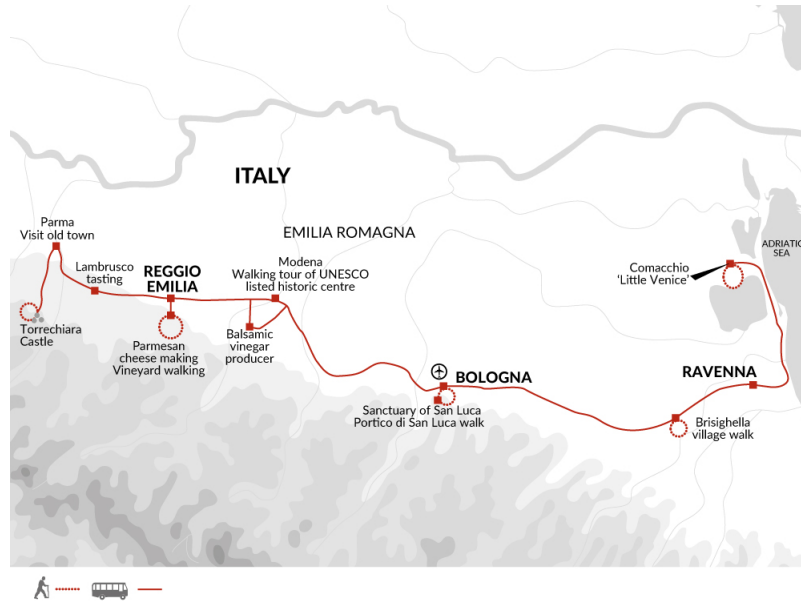 ITALY
EMILIA ROMAGNA
Parma
Visit old town
Lambrusco
tasting
REGGIO
EMILIA
Modena
Walking tour of UNESCO
listed historic centre
Torrechiara
Castle
Parmesan
cheese making
Vineyard walking
Balsamic
vinegar
producer
BOLOGNA
Sanctuary of San Luca
Portico di San Luca walk
RAVENNA
Brisighella
village walk
Comacchio
'Little Venice'
ADRIATIC
SEA